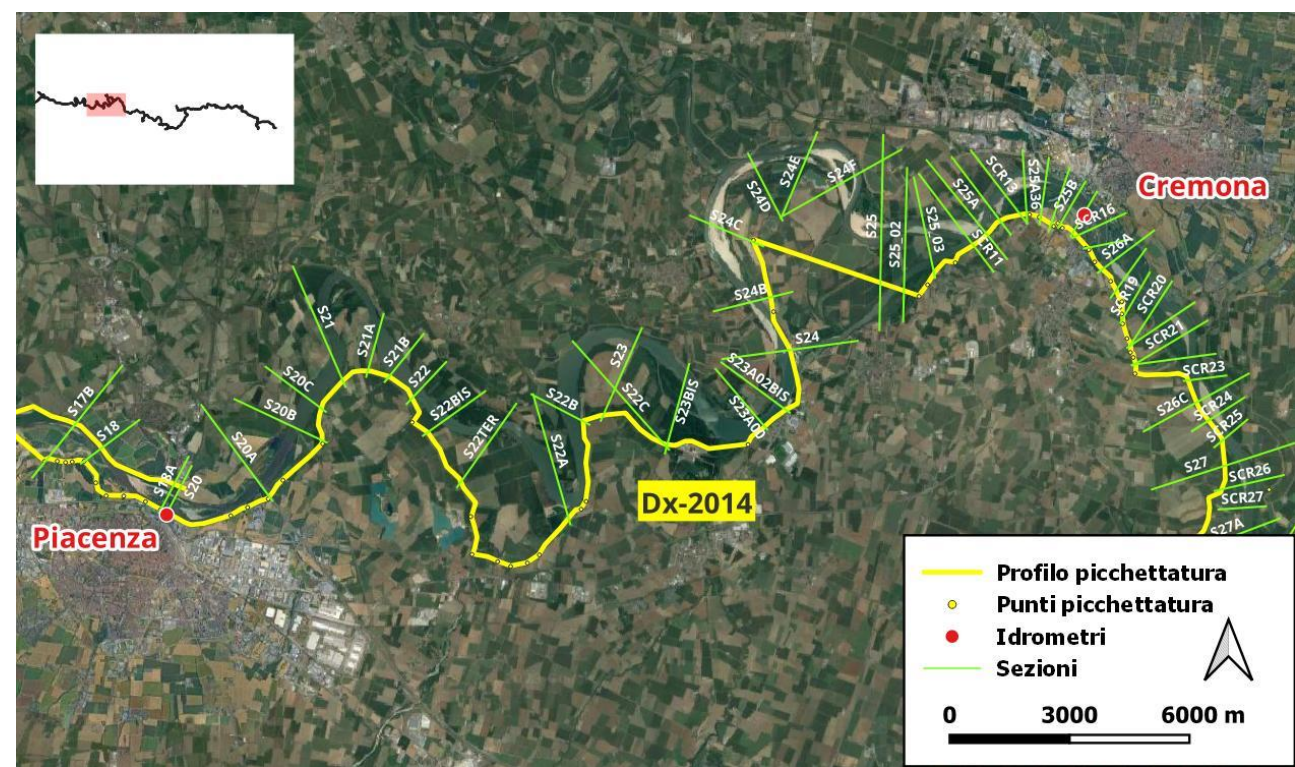 Cremona
S24E
S24F
S24D
S24C
S24B
S24
S25
S25_02
S25_03
S25A
SCR11
SCR13
S25A36
S25B
SCR16
S26A
SCR19
SCR20
SCR21
SCR23
S26C
SCR24
SCR25
S27
SCR26
SCR27
S27A
S17B
S18
S18A
S20
S20A
S20B
S20C
S21
S21A
S21B
S22
S22BIS
S22TER
S22A
S22B
S22C
S23
S23BIS
S23A00
S23A02BIS
Piacenza
Dx-2014
Profilo picchettatura
Punti picchettatura
Idrometri
Sezioni
0 3000 6000 m